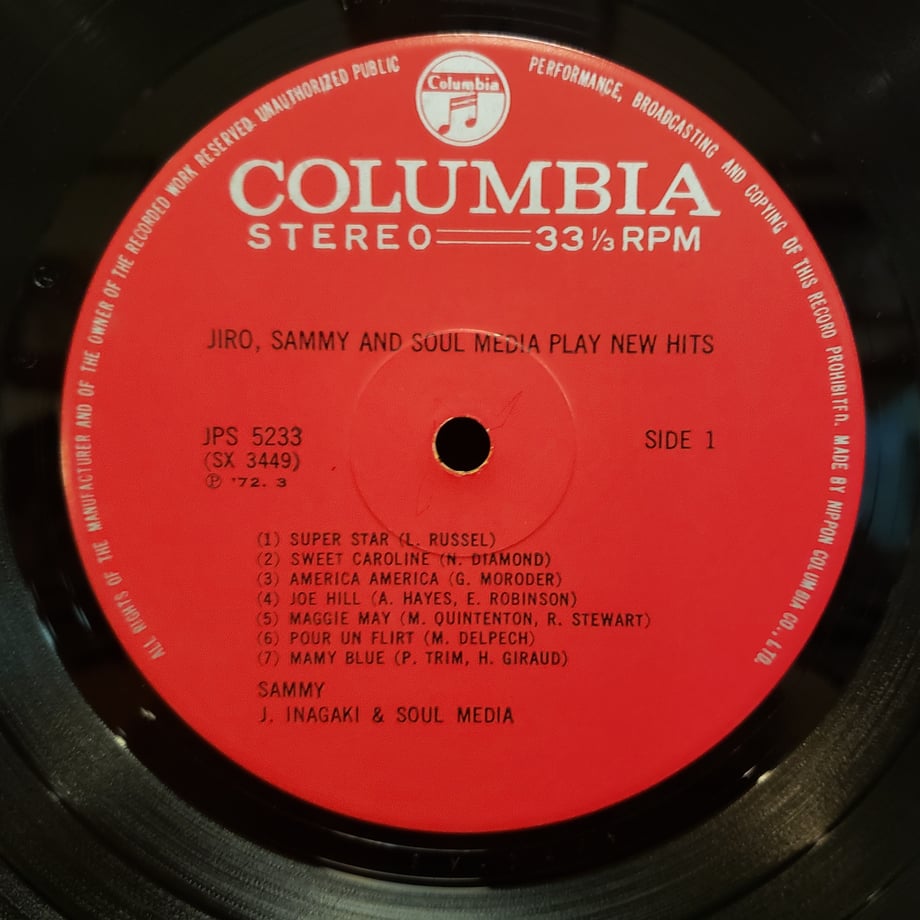 ALL RIGHTS OF THE MANUFACTURER AND OF THE OWNER OF THE RECORDED WORK RESERVED. UNAUTHORIZED PUBLIC PERFORMANCE, BROADCASTING AND COPYING OF THIS RECORD PROHIBITED. MADE BY NIPPON COLUMBIA CO., LTD.
Columbia
COLUMBIA
STEREO 33⅓ RPM
JIRO, SAMMY AND SOUL MEDIA PLAY NEW HITS
JPS 5233
(SX 3449)
Ⓟ '72. 3
SIDE 1
(1) SUPER STAR (L. RUSSEL)
(2) SWEET CAROLINE (N. DIAMOND)
(3) AMERICA AMERICA (G. MORODER)
(4) JOE HILL (A. HAYES, E. ROBINSON)
(5) MAGGIE MAY (M. QUINTENTON, R. STEWART)
(6) POUR UN FLIRT (M. DELPECH)
(7) MAMY BLUE (P. TRIM, H. GIRAUD)
SAMMY
J. INAGAKI & SOUL MEDIA